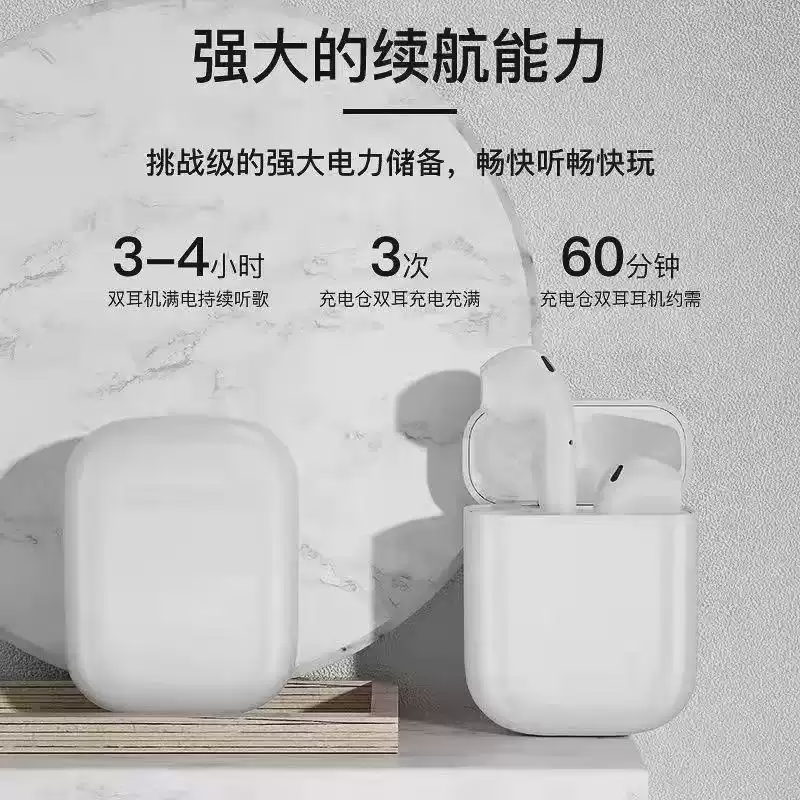 强大的续航能力
挑战级的强大电力储备，畅快听畅快玩
3-4小时
双耳机满电持续听歌
3次
充电仓双耳充电充满
60分钟
充电仓双耳耳机约需